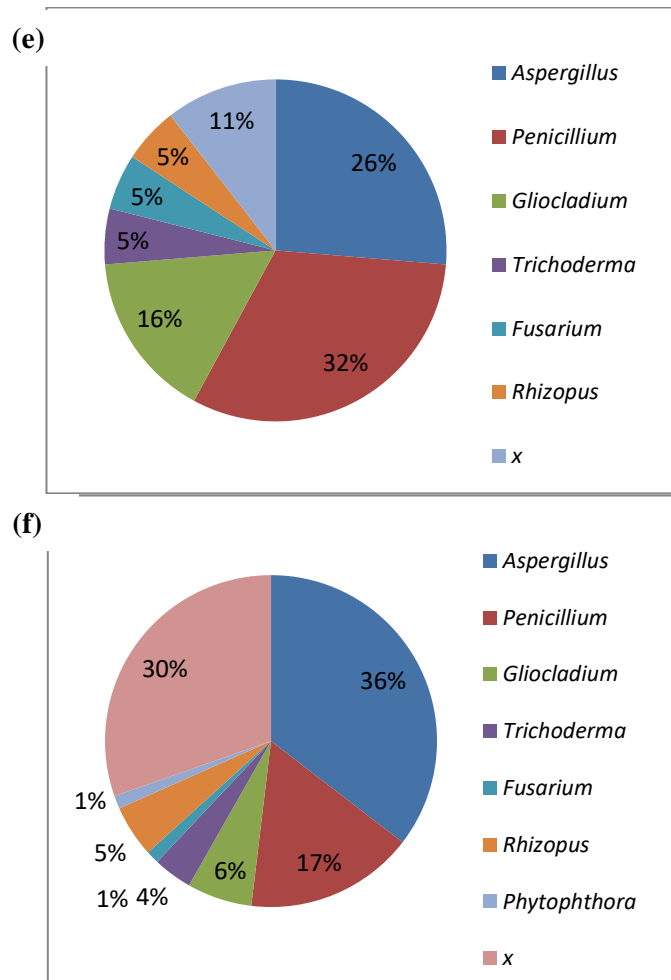 (e)
Aspergillus
Penicillium
Gliocladium
Trichoderma
Fusarium
Rhizopus
x
26%
32%
16%
5%
5%
5%
11%
(f)
Aspergillus
Penicillium
Gliocladium
Trichoderma
Fusarium
Rhizopus
Phytophthora
x
36%
17%
6%
4%
1%
5%
1%
30%